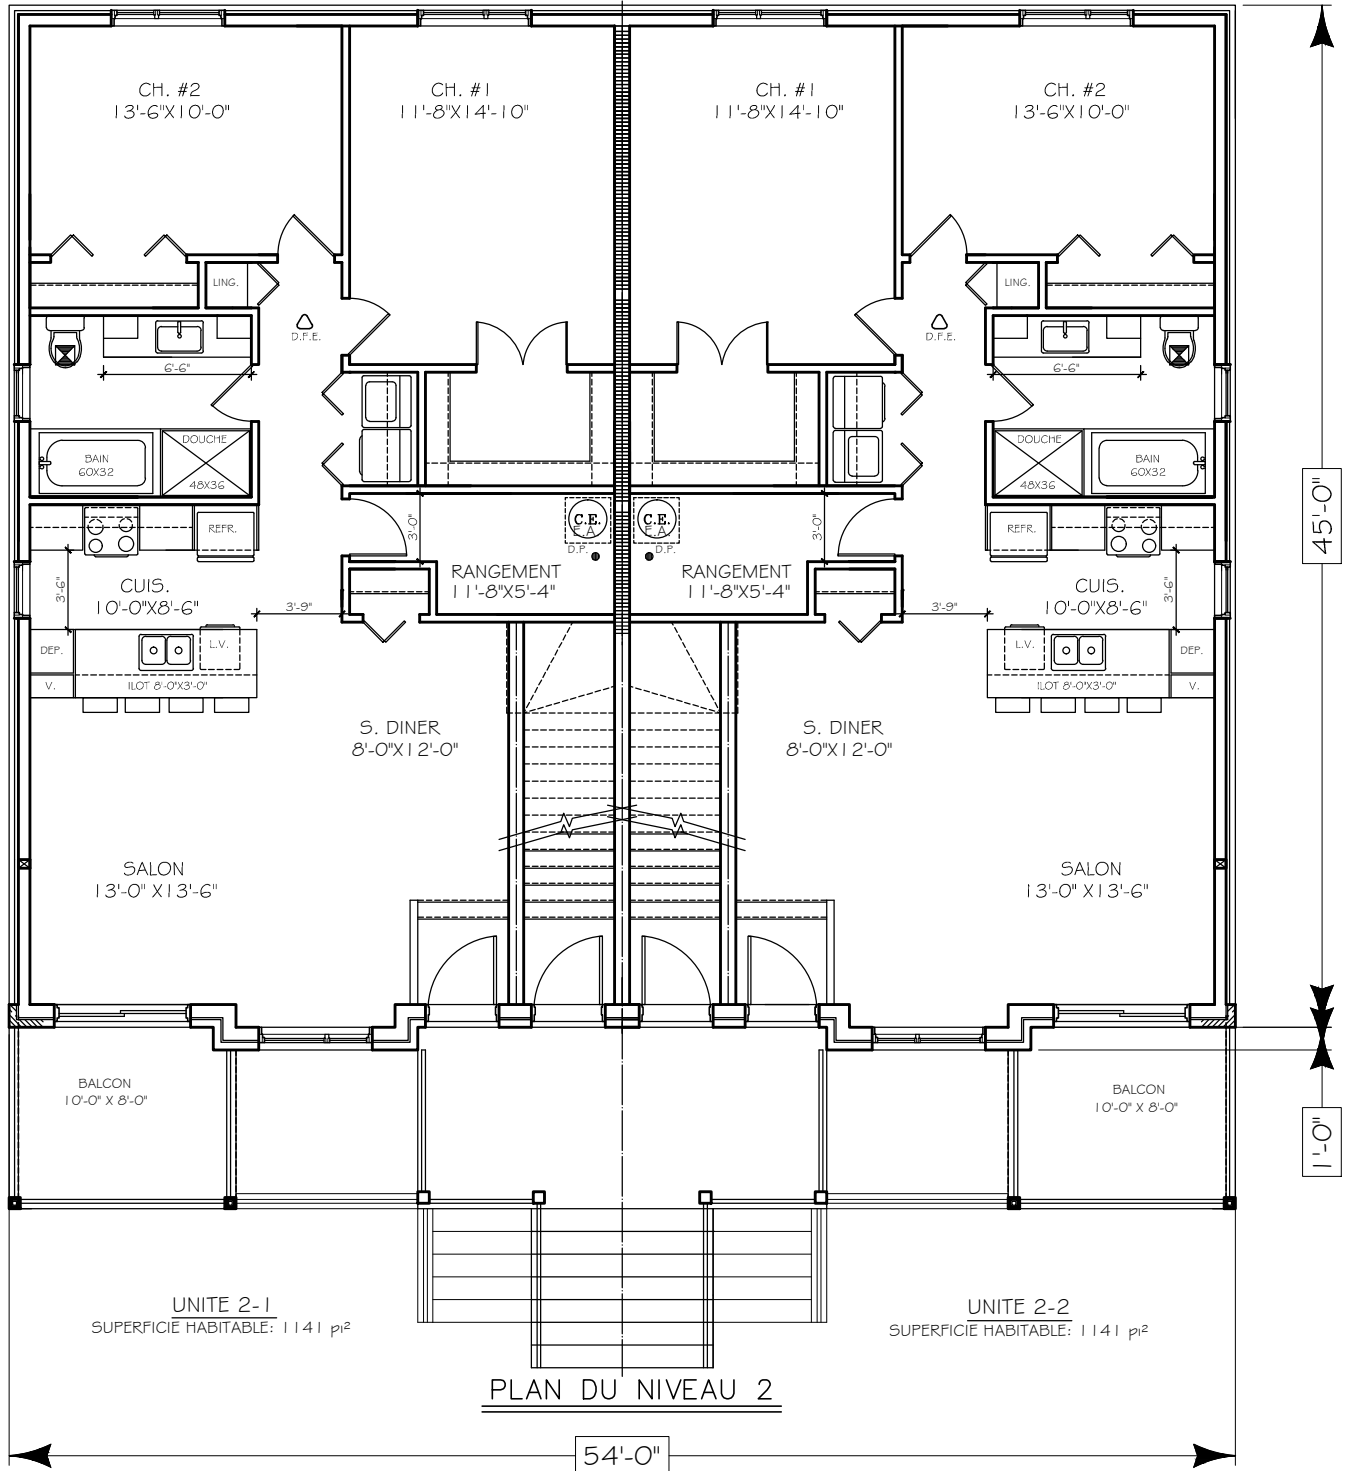 CH. #2
13'-6"X10'-0"
CH. #1
11'-8"X14'-10"
CH. #1
11'-8"X14'-10"
CH. #2
13'-6"X10'-0"
LING.
LING.
D.F.E.
D.F.E.
6'-6"
6'-6"
DOUCHE
48X36
BAIN
60X32
DOUCHE
48X36
BAIN
60X32
REFR.
REFR.
3'-0"
3'-0"
C.E.
F.A.
D.P.
C.E.
F.A.
D.P.
RANGEMENT
11'-8"X5'-4"
RANGEMENT
11'-8"X5'-4"
CUIS.
10'-0"X8'-6"
CUIS.
10'-0"X8'-6"
3'-6"
3'-6"
3'-9"
3'-9"
DEP.
V.
L.V.
ILOT 8'-0"X3'-0"
L.V.
ILOT 8'-0"X3'-0"
DEP.
V.
S. DINER
8'-0"X12'-0"
S. DINER
8'-0"X12'-0"
SALON
13'-0" X13'-6"
SALON
13'-0" X13'-6"
45'-0"
1'-0"
BALCON
10'-0" X 8'-0"
BALCON
10'-0" X 8'-0"
UNITE 2-1
SUPERFICIE HABITABLE: 1141 pi²
UNITE 2-2
SUPERFICIE HABITABLE: 1141 pi²
PLAN DU NIVEAU 2
54'-0"